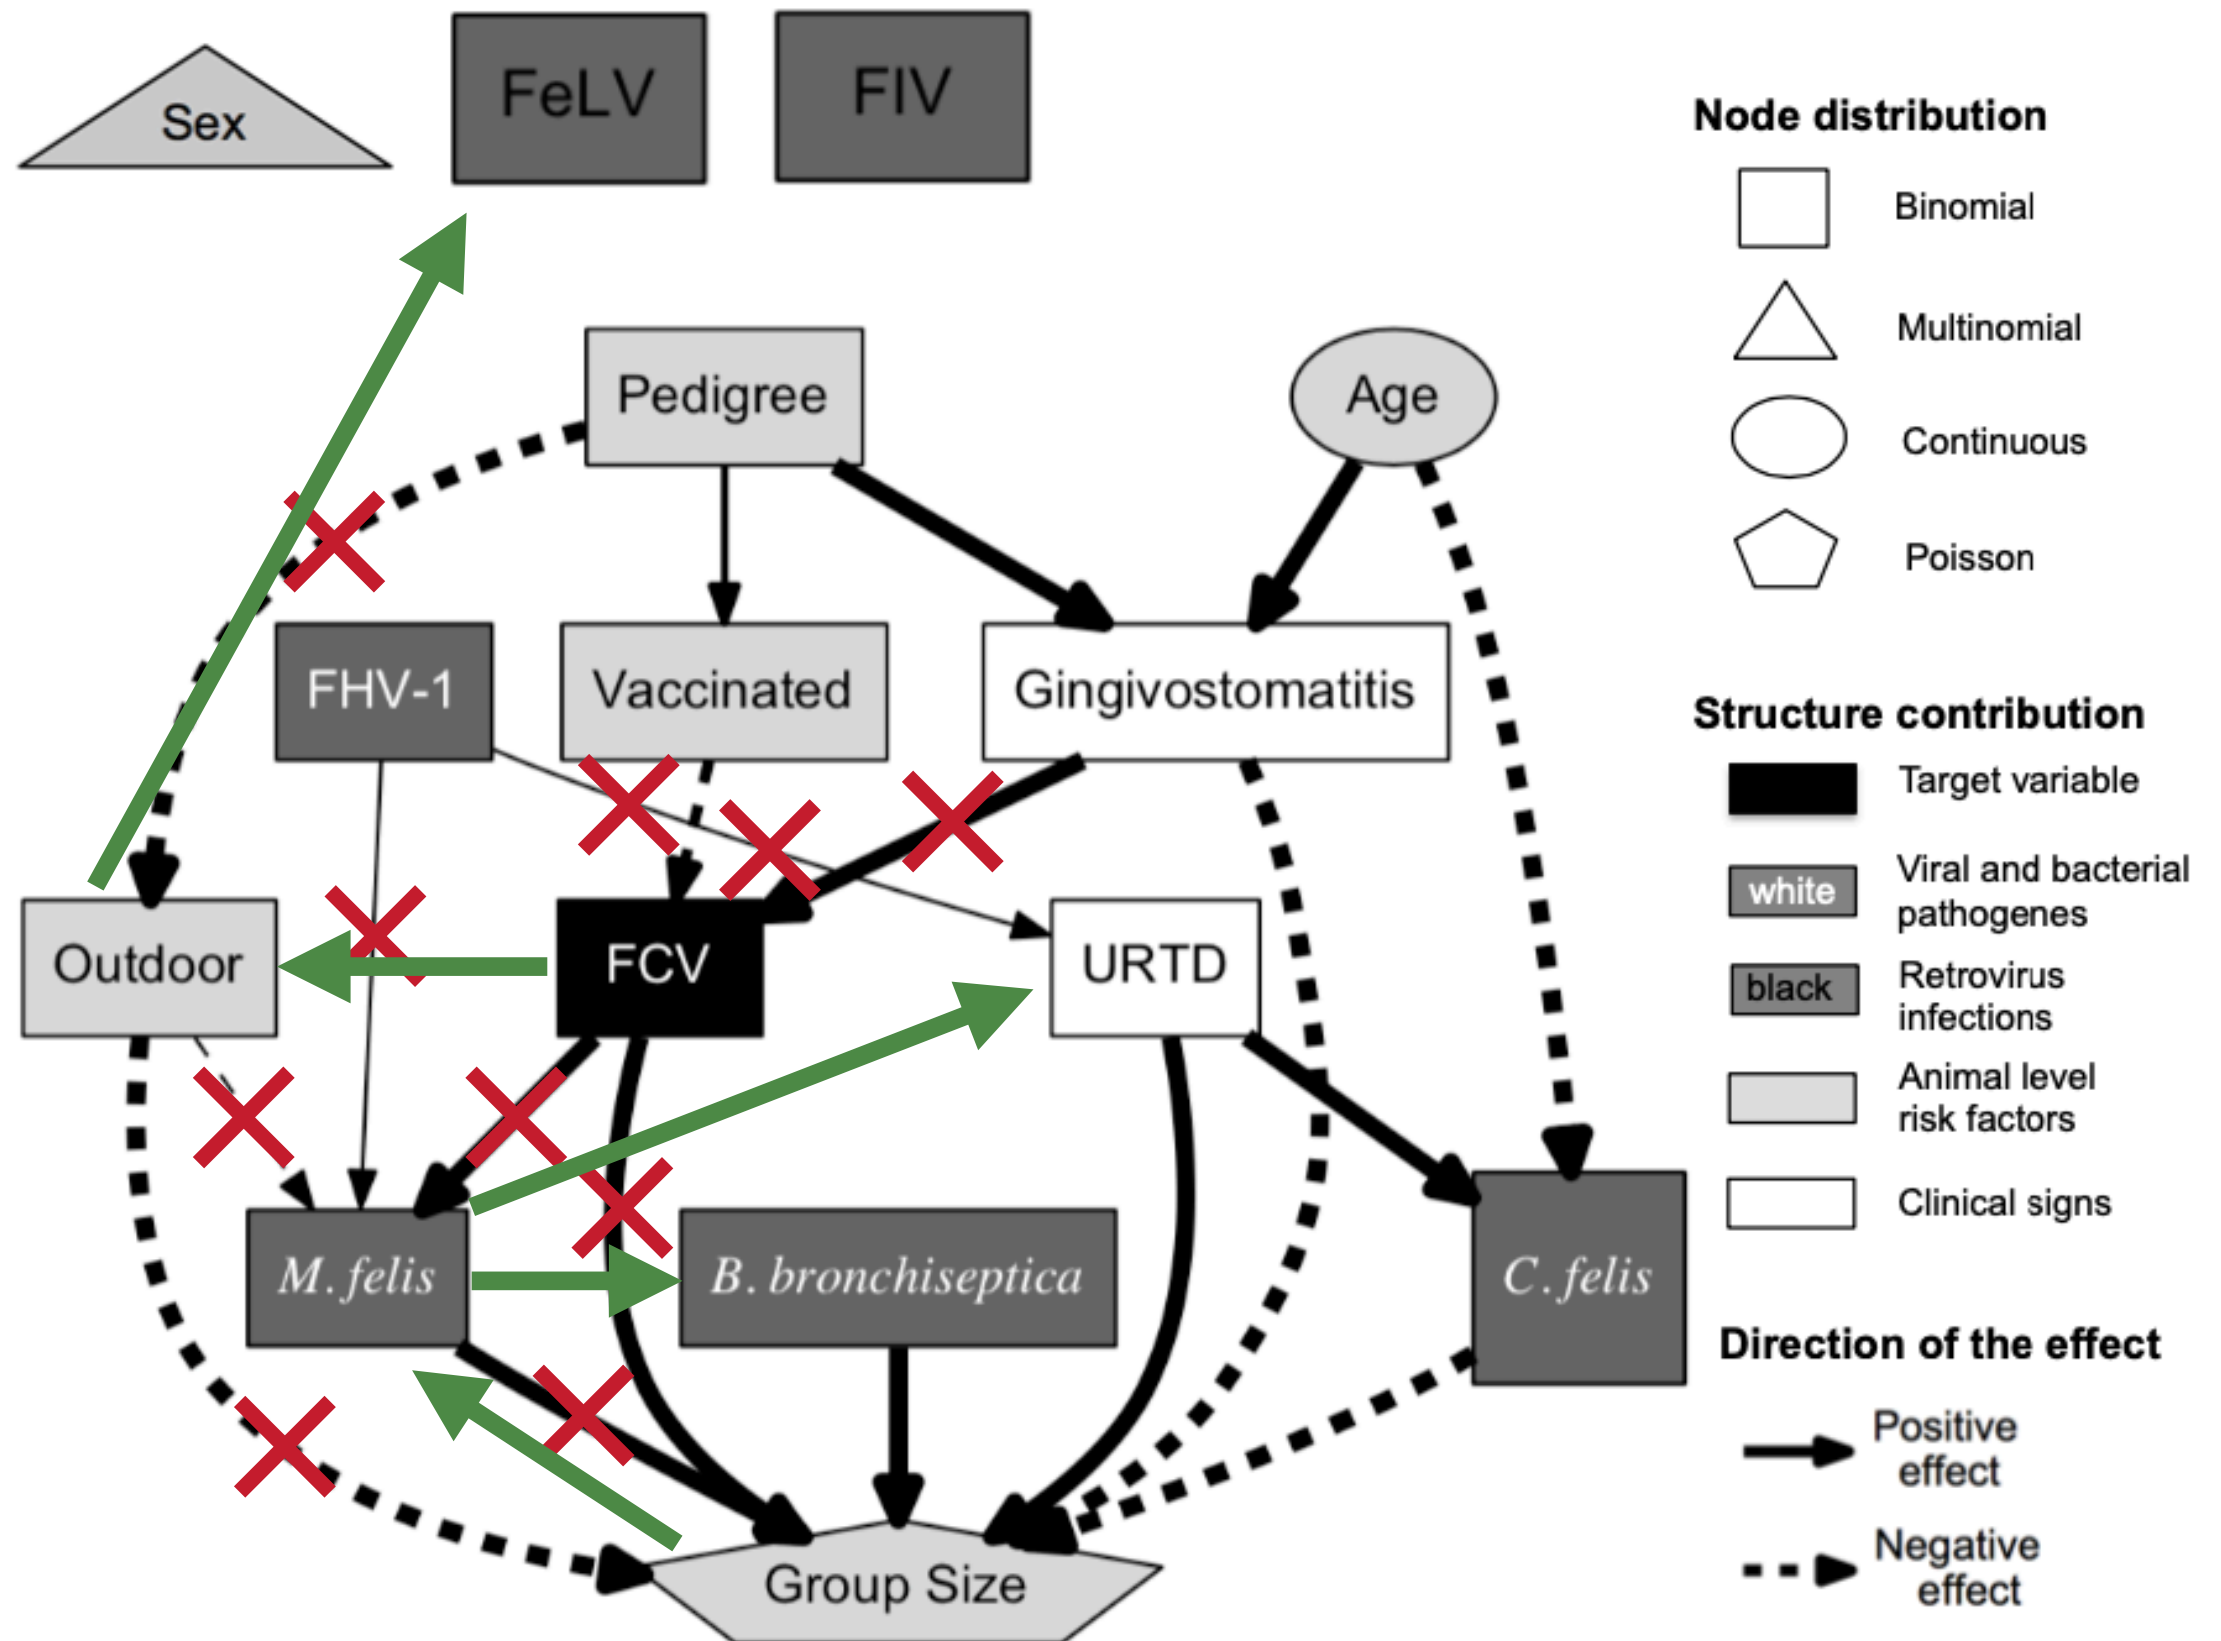 Sex
FeLV
FIV
Pedigree
Age
FHV-1
Vaccinated
Gingivostomatitis
Outdoor
FCV
URTD
M. felis
B. bronchiseptica
C. felis
Group Size
Node distribution
Binomial
Multinomial
Continuous
Poisson
Structure contribution
Target variable
white
Viral and bacterial
pathogenes
black
Retrovirus
infections
Animal level
risk factors
Clinical signs
Direction of the effect
Positive
effect
Negative
effect